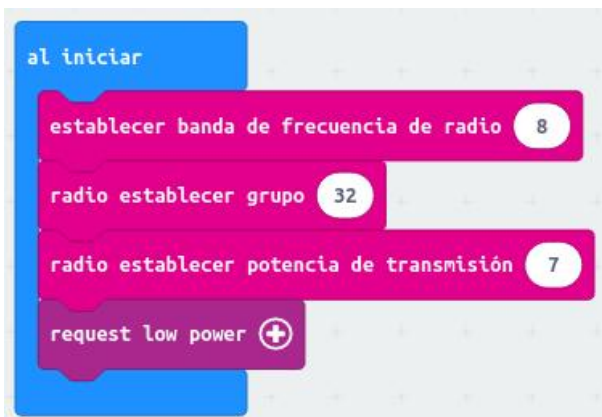 al iniciar
establecer banda de frecuencia de radio 8
radio establecer grupo 32
radio establecer potencia de transmisión 7
request low power